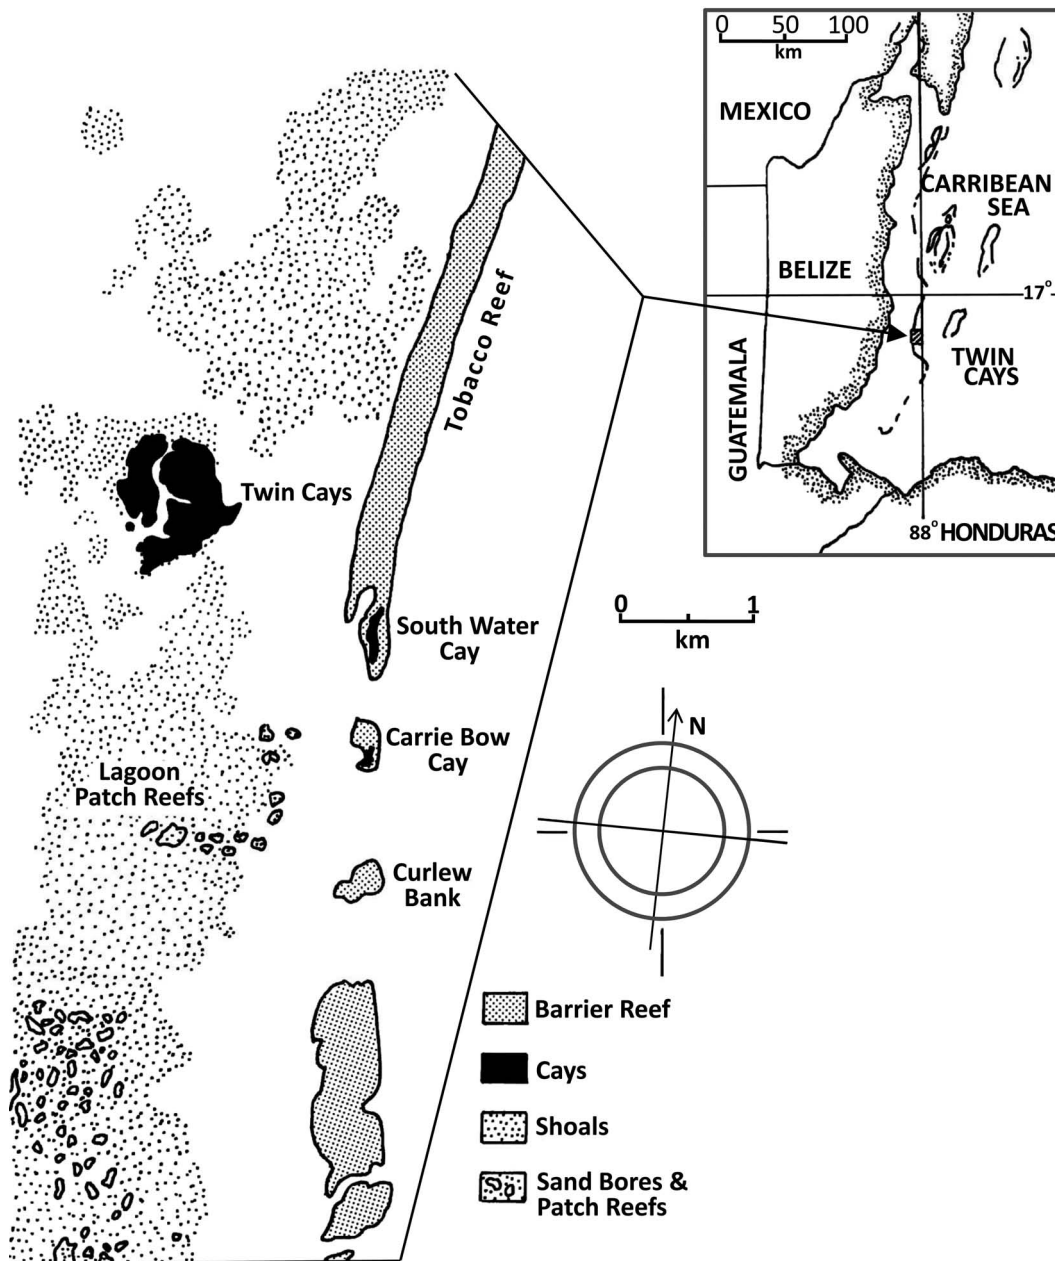 0 50 100
km
MEXICO
CARRIBEAN
SEA
BELIZE
17°
TWIN
CAYS
GUATEMALA
88° HONDURAS
Tobacco Reef
Twin Cays
0 1
km
South Water
Cay
N
Carrie Bow
Cay
Lagoon
Patch Reefs
Curlew
Bank
Barrier Reef
Cays
Shoals
Sand Bores &
Patch Reefs